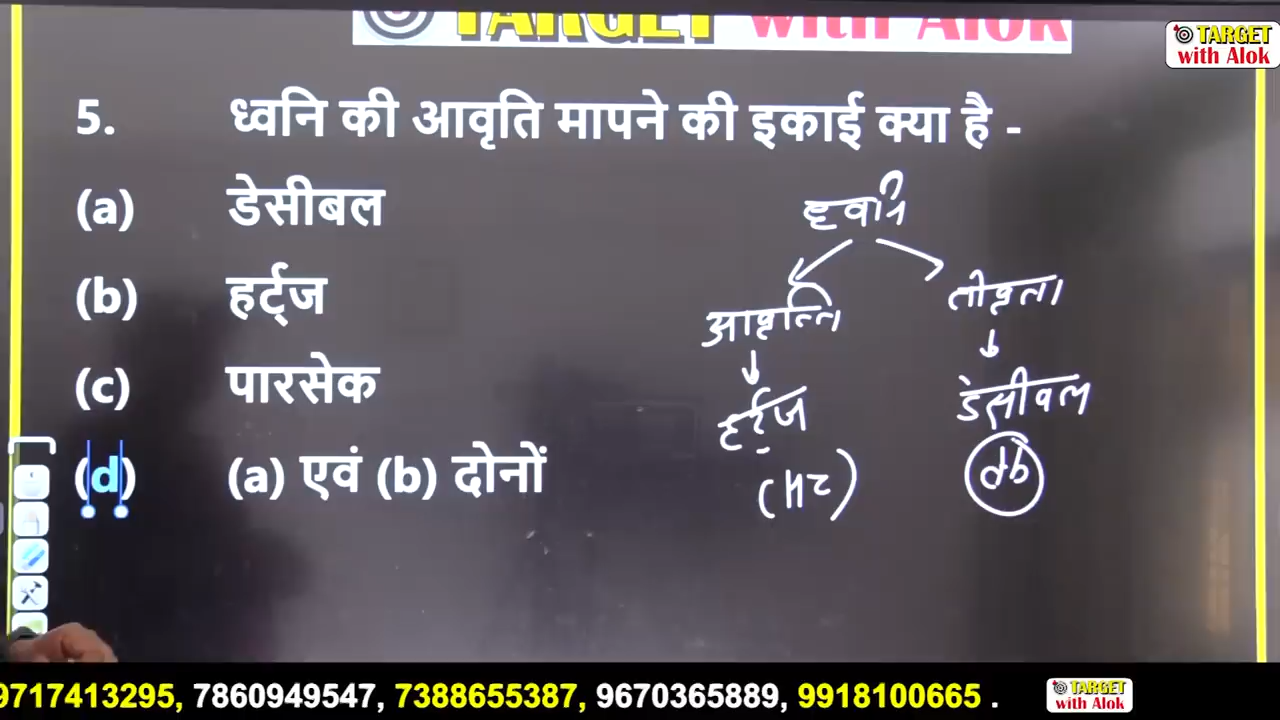 TARGET with Alok
TARGET
with Alok
5. ध्वनि की आवृति मापने की इकाई क्या है -
(a) डेसीबल
(b) हर्ट्ज
(c) पारसेक
(d) (a) एवं (b) दोनों
ध्वनि
आवृत्ति
तीव्रता
हर्ट्ज
डेसीबल
(Hz)
db
9717413295, 7860949547, 7388655387, 9670365889, 9918100665 .
TARGET
with Alok